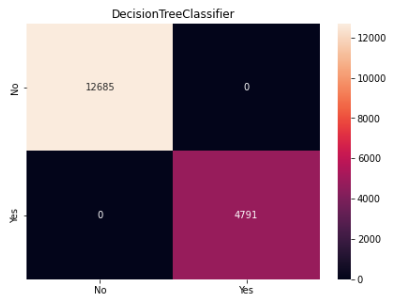 DecisionTreeClassifier
No
12685
0
Yes
0
4791
No
Yes
12000
10000
8000
6000
4000
2000
0